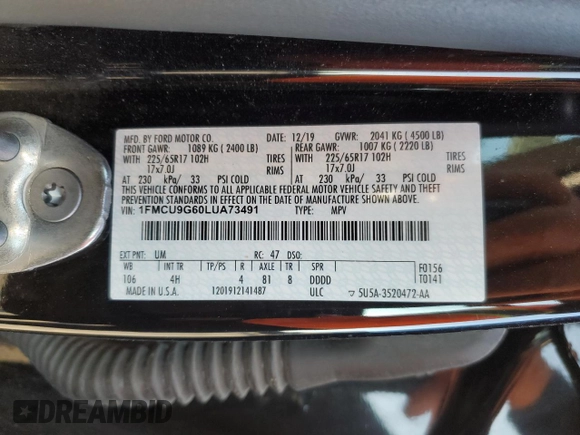 MFD. BY FORD MOTOR CO. 12/19 GVWR: 2041 KG ( 4500 LB)
FRONT GAWR: 1089 KG ( 2400 LB) REAR GAWR: 1007 KG ( 2220 LB)
WITH 225/65R17 102H TIRES WITH 225/65R17 102H TIRES
17x7.0J RIMS 17x7.0J RIMS
AT 230 kPa/ 33 PSI COLD AT 230 kPa/ 33 PSI COLD
THIS VEHICLE CONFORMS TO ALL APPLICABLE FEDERAL MOTOR VEHICLE SAFETY AND BUMPER AND THEFT PREVENTION STANDARDS IN EFFECT ON THE DATE OF MANUFACTURE SHOWN ABOVE.
VIN: 1FMCU9G60LUA73491 TYPE: MPV
EXT PNT: UM RC: 47 DSO:
WB INT TR TP/PS R AXLE TR SPR F0156
106 4H 4 81 8 DDDD T0141
MADE IN U.S.A. 1201912141487 ULC 5U5A-3520472-AA
DREAMBID